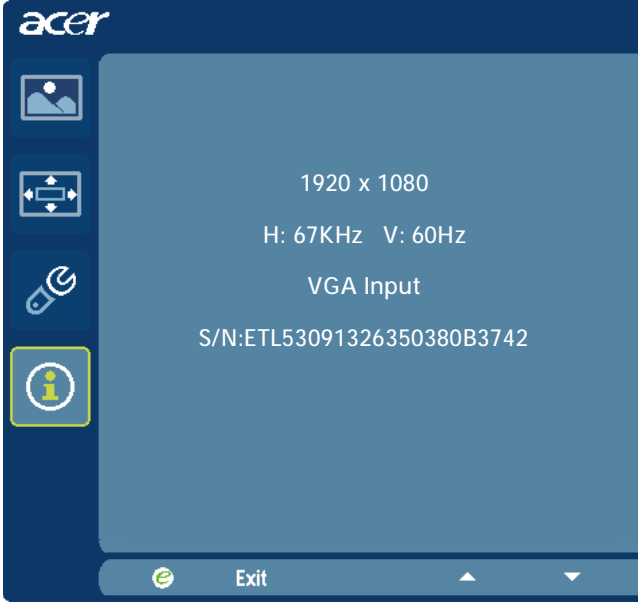 acer
1920 x 1080
H: 67KHz V: 60Hz
VGA Input
S/N:ETL53091326350380B3742
e Exit